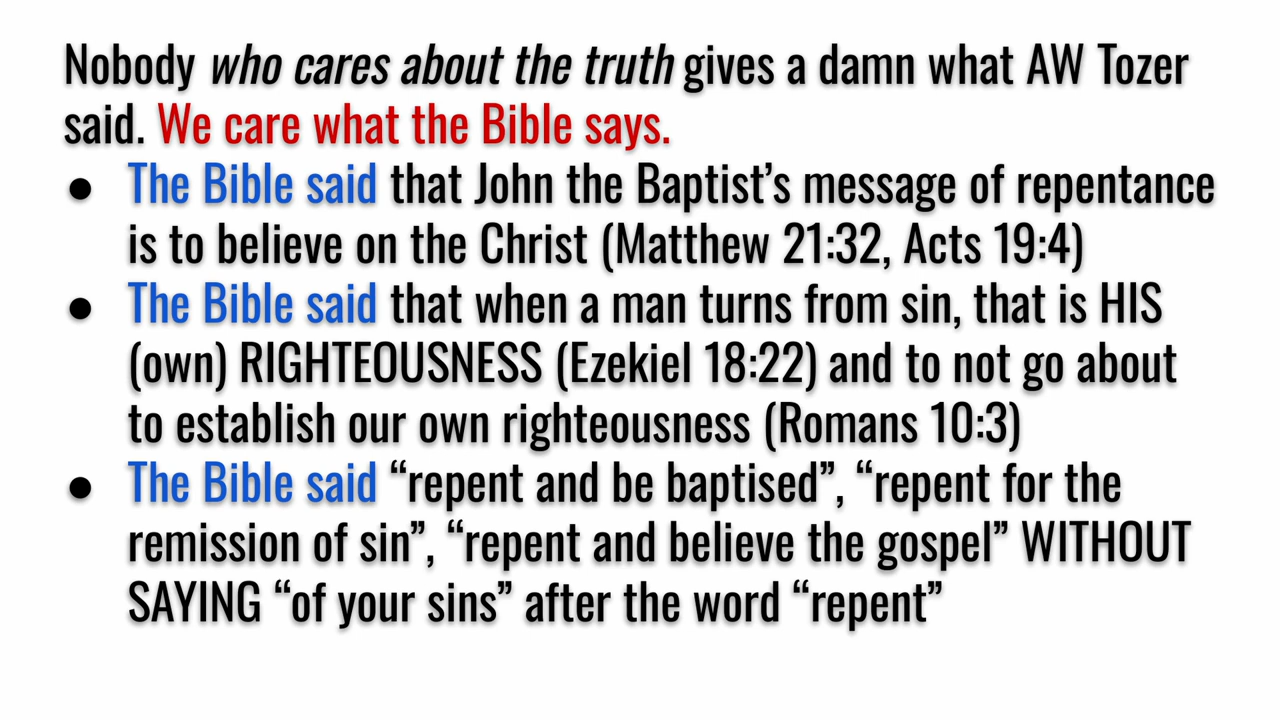 Nobody who cares about the truth gives a damn what AW Tozer
said. We care what the Bible says.
● The Bible said that John the Baptist’s message of repentance
is to believe on the Christ (Matthew 21:32, Acts 19:4)
● The Bible said that when a man turns from sin, that is HIS
(own) RIGHTEOUSNESS (Ezekiel 18:22) and to not go about
to establish our own righteousness (Romans 10:3)
● The Bible said “repent and be baptised”, “repent for the
remission of sin”, “repent and believe the gospel” WITHOUT
SAYING “of your sins” after the word “repent”